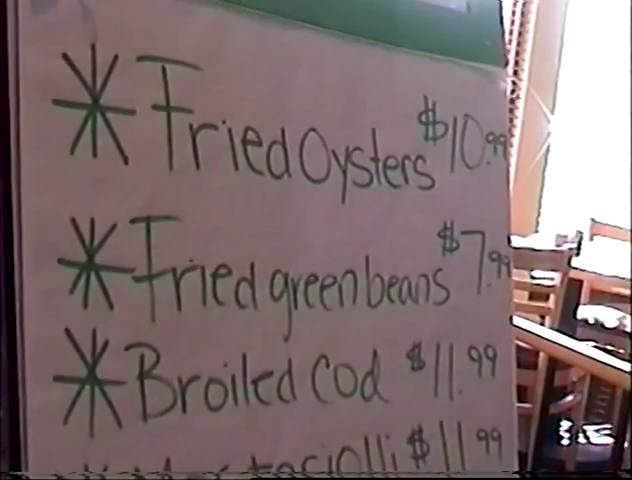 * Fried Oysters $10.99
* Fried green beans $7.99
* Broiled Cod $11.99
$11.99